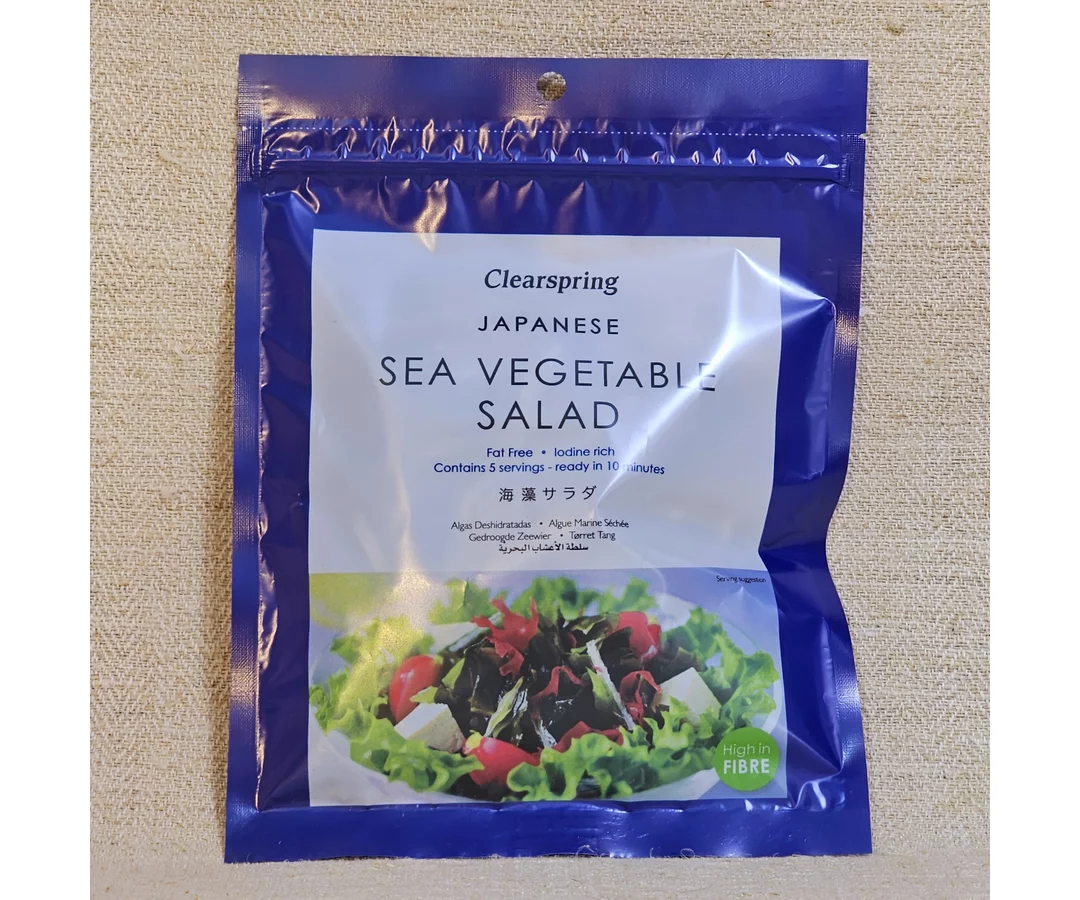 Clearspring
JAPANESE
SEA VEGETABLE
SALAD
Fat Free • Iodine rich
Contains 5 servings - ready in 10 minutes
海藻サラダ
Algas Deshidratadas • Algue Marine Séchée
Gedroogde Zeewier • Tørret Tang
سلطة الأعشاب البحرية
Serving suggestion
High in
FIBRE